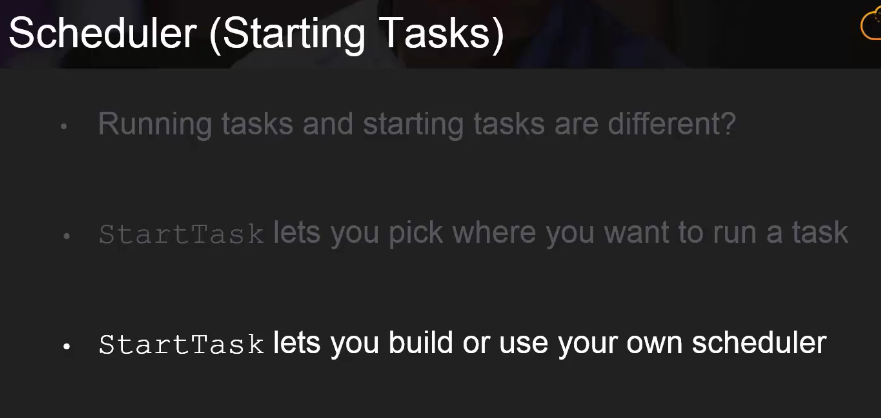 Scheduler (Starting Tasks)
• Running tasks and starting tasks are different?
• StartTask lets you pick where you want to run a task
• StartTask lets you build or use your own scheduler